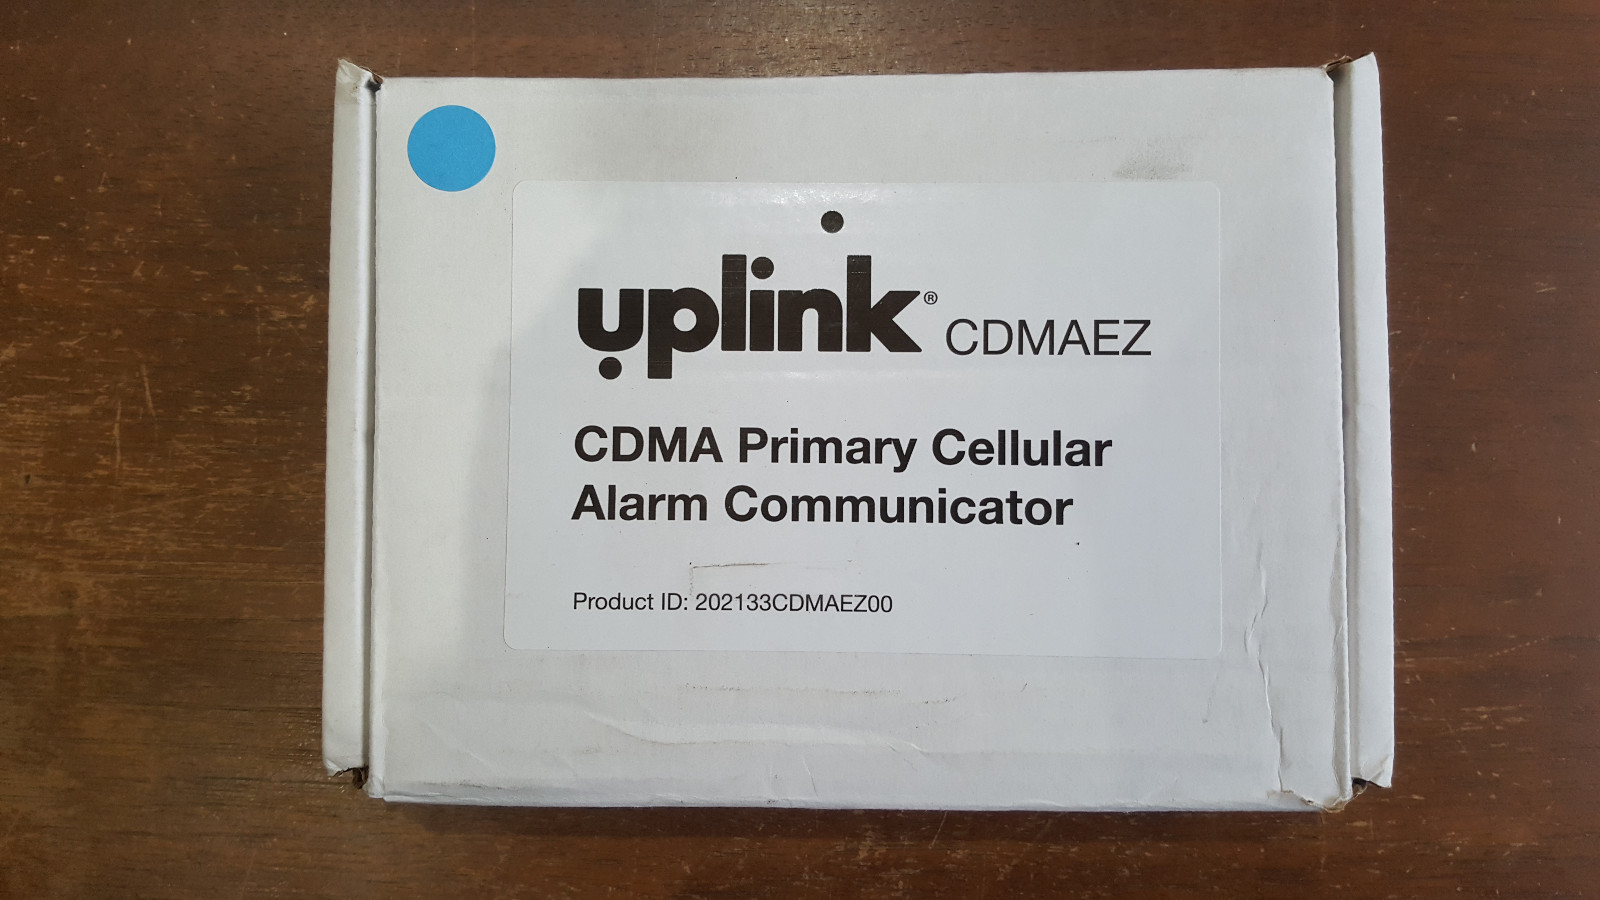 uplink® CDMAEZ
CDMA Primary Cellular
Alarm Communicator
Product ID: 202133CDMAEZ00